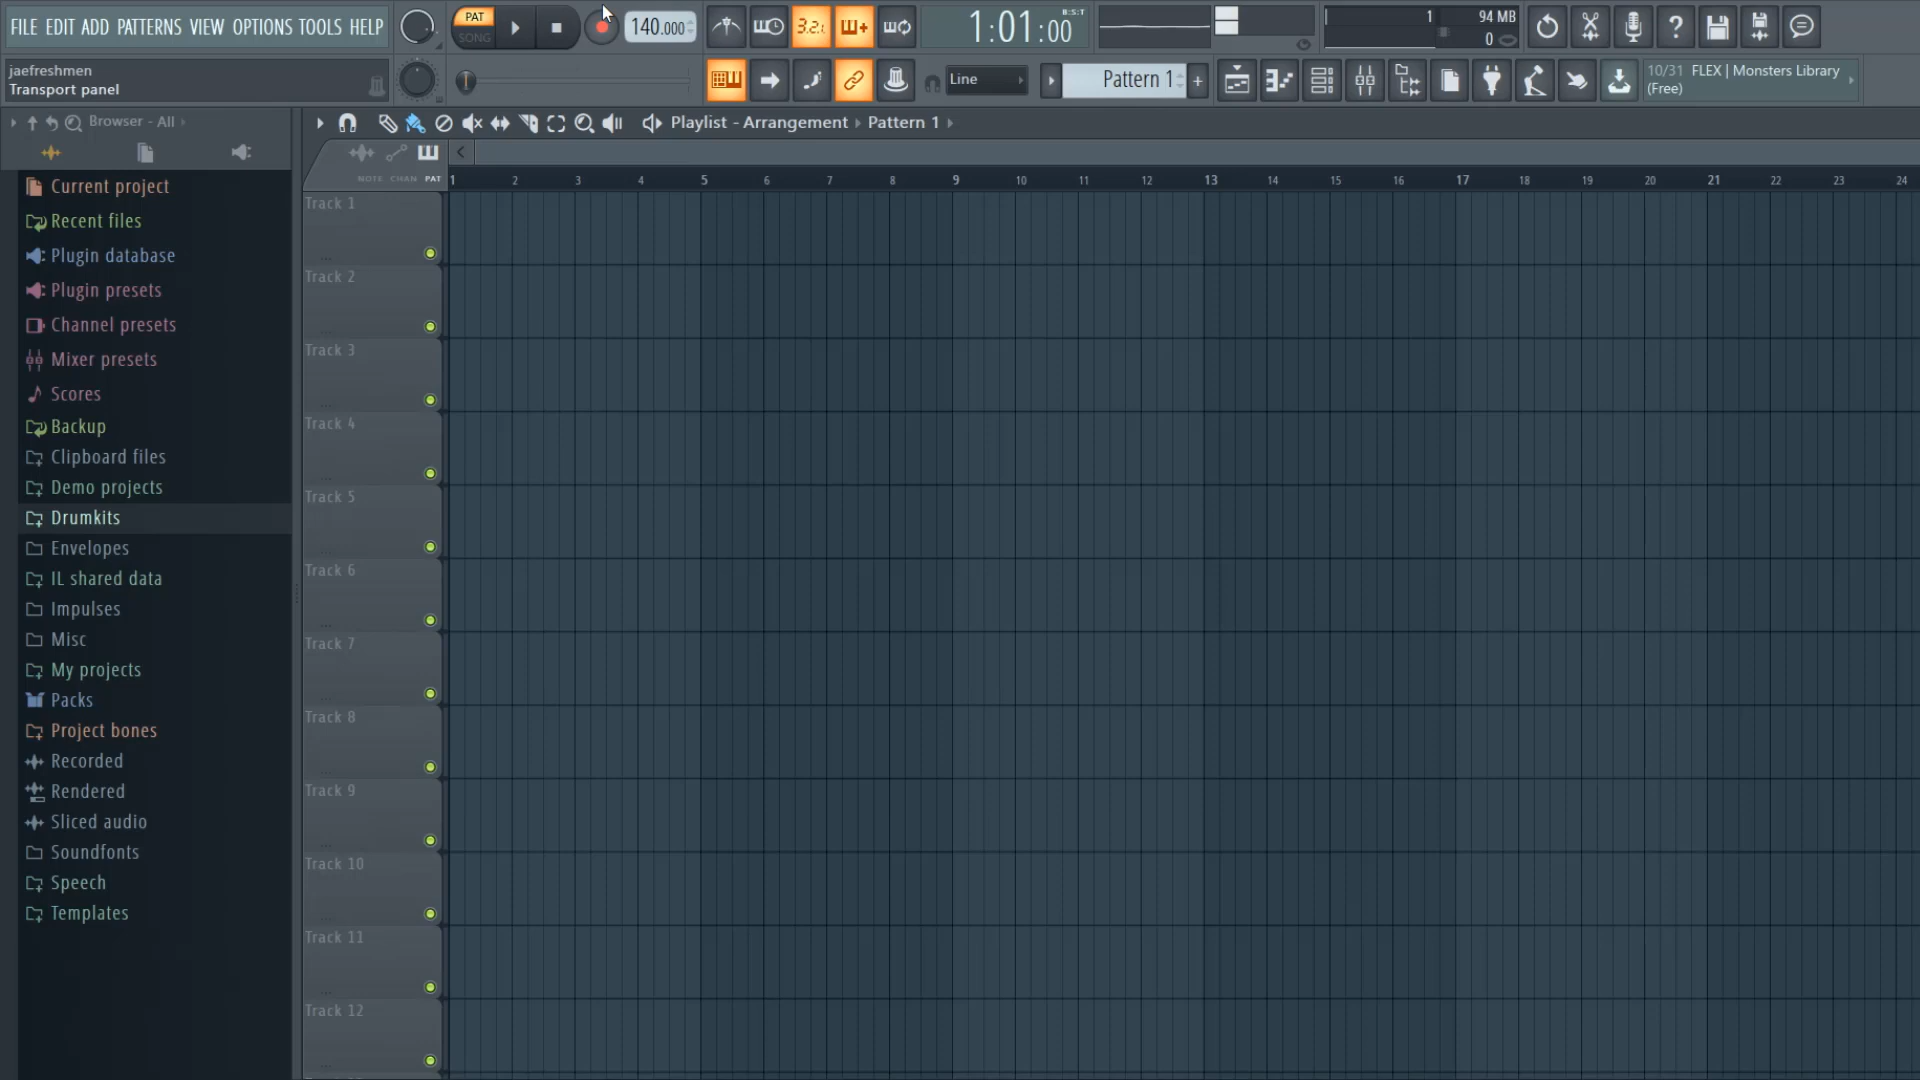 FILE EDIT ADD PATTERNS VIEW OPTIONS TOOLS HELP
PAT
SONG
140.000
3.2.1
1:01:00
B:S:T
1
94 MB
0
jaefreshmen
Transport panel
Line
Pattern 1
10/31 FLEX | Monsters Library
(Free)
Browser - All
Playlist - Arrangement
Pattern 1
NOTE CHAN PAT
1 2 3 4 5 6 7 8 9 10 11 12 13 14 15 16 17 18 19 20 21 22 23 24
Current project
Recent files
Plugin database
Plugin presets
Channel presets
Mixer presets
Scores
Backup
Clipboard files
Demo projects
Drumkits
Envelopes
IL shared data
Impulses
Misc
My projects
Packs
Project bones
Recorded
Rendered
Sliced audio
Soundfonts
Speech
Templates
Track 1
Track 2
Track 3
Track 4
Track 5
Track 6
Track 7
Track 8
Track 9
Track 10
Track 11
Track 12